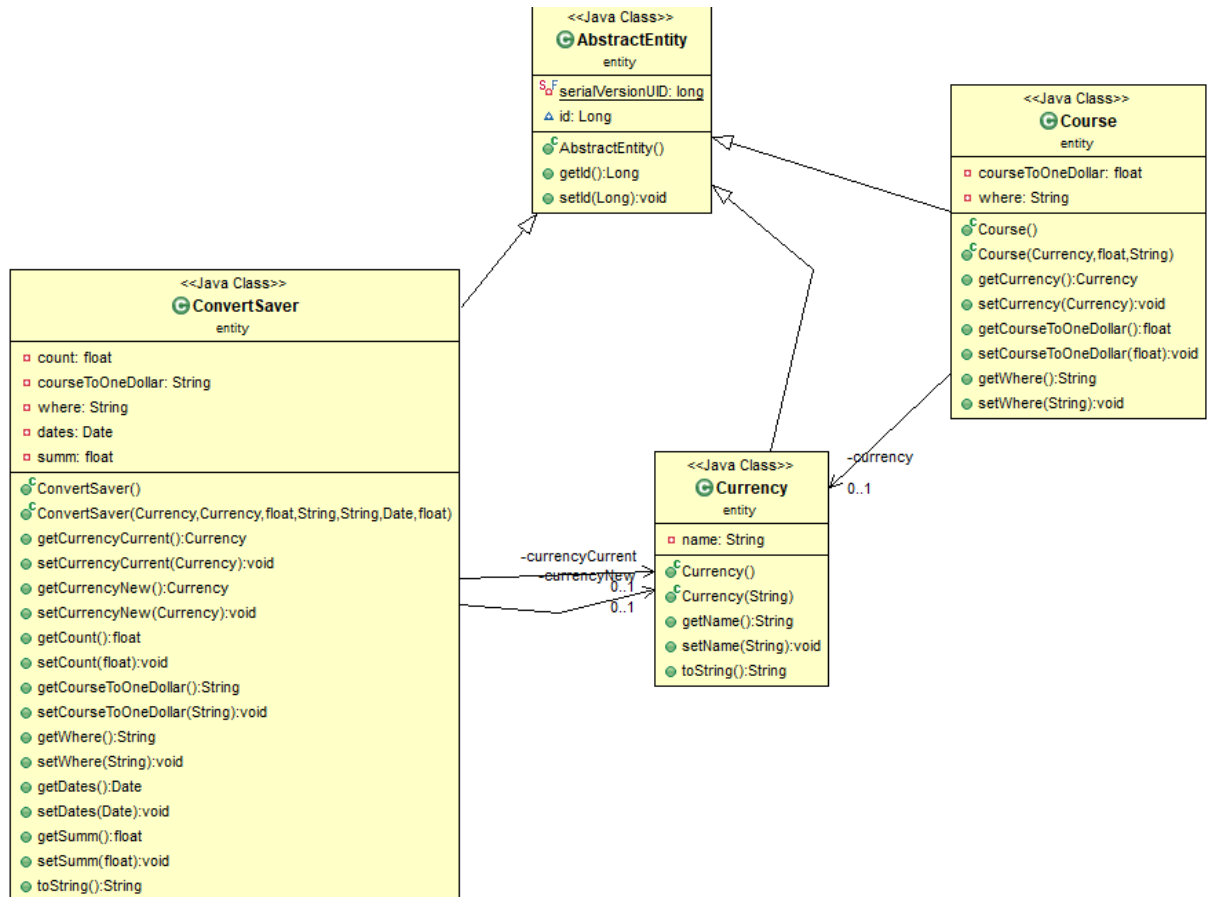 <<Java Class>>
AbstractEntity
entity
serialVersionUID: long
id: Long
AbstractEntity()
getId():Long
setId(Long):void
<<Java Class>>
Course
entity
courseToOneDollar: float
where: String
Course()
Course(Currency,float,String)
getCurrency():Currency
setCurrency(Currency):void
getCourseToOneDollar():float
setCourseToOneDollar(float):void
getWhere():String
setWhere(String):void
<<Java Class>>
ConvertSaver
entity
count: float
courseToOneDollar: String
where: String
dates: Date
summ: float
ConvertSaver()
ConvertSaver(Currency,Currency,float,String,String,Date,float)
getCurrencyCurrent():Currency
setCurrencyCurrent(Currency):void
getCurrencyNew():Currency
setCurrencyNew(Currency):void
getCount():float
setCount(float):void
getCourseToOneDollar():String
setCourseToOneDollar(String):void
getWhere():String
setWhere(String):void
getDates():Date
setDates(Date):void
getSumm():float
setSumm(float):void
toString():String
-currencyCurrent
-currencyNew
0..1
0..1
<<Java Class>>
Currency
entity
name: String
Currency()
Currency(String)
getName():String
setName(String):void
toString():String
-currency
0..1